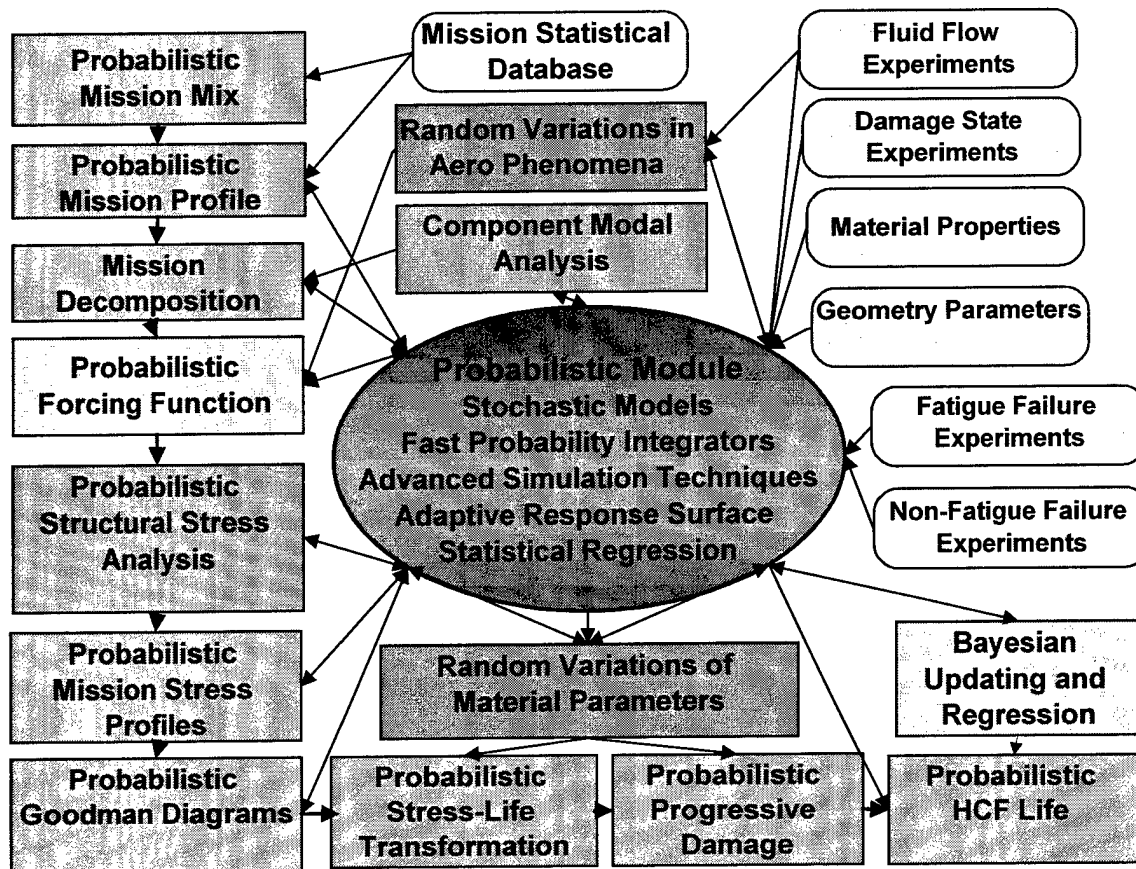 Probabilistic
Mission Mix
Mission Statistical
Database
Fluid Flow
Experiments
Random Variations in
Aero Phenomena
Damage State
Experiments
Probabilistic
Mission Profile
Component Modal
Analysis
Material Properties
Mission
Decomposition
Geometry Parameters
Probabilistic
Forcing Function
Probabilistic Module
Stochastic Models
Fast Probability Integrators
Advanced Simulation Techniques
Adaptive Response Surface
Statistical Regression
Fatigue Failure
Experiments
Non-Fatigue Failure
Experiments
Probabilistic
Structural Stress
Analysis
Probabilistic
Mission Stress
Profiles
Random Variations of
Material Parameters
Bayesian
Updating and
Regression
Probabilistic
Goodman Diagrams
Probabilistic
Stress-Life
Transformation
Probabilistic
Progressive
Damage
Probabilistic
HCF Life